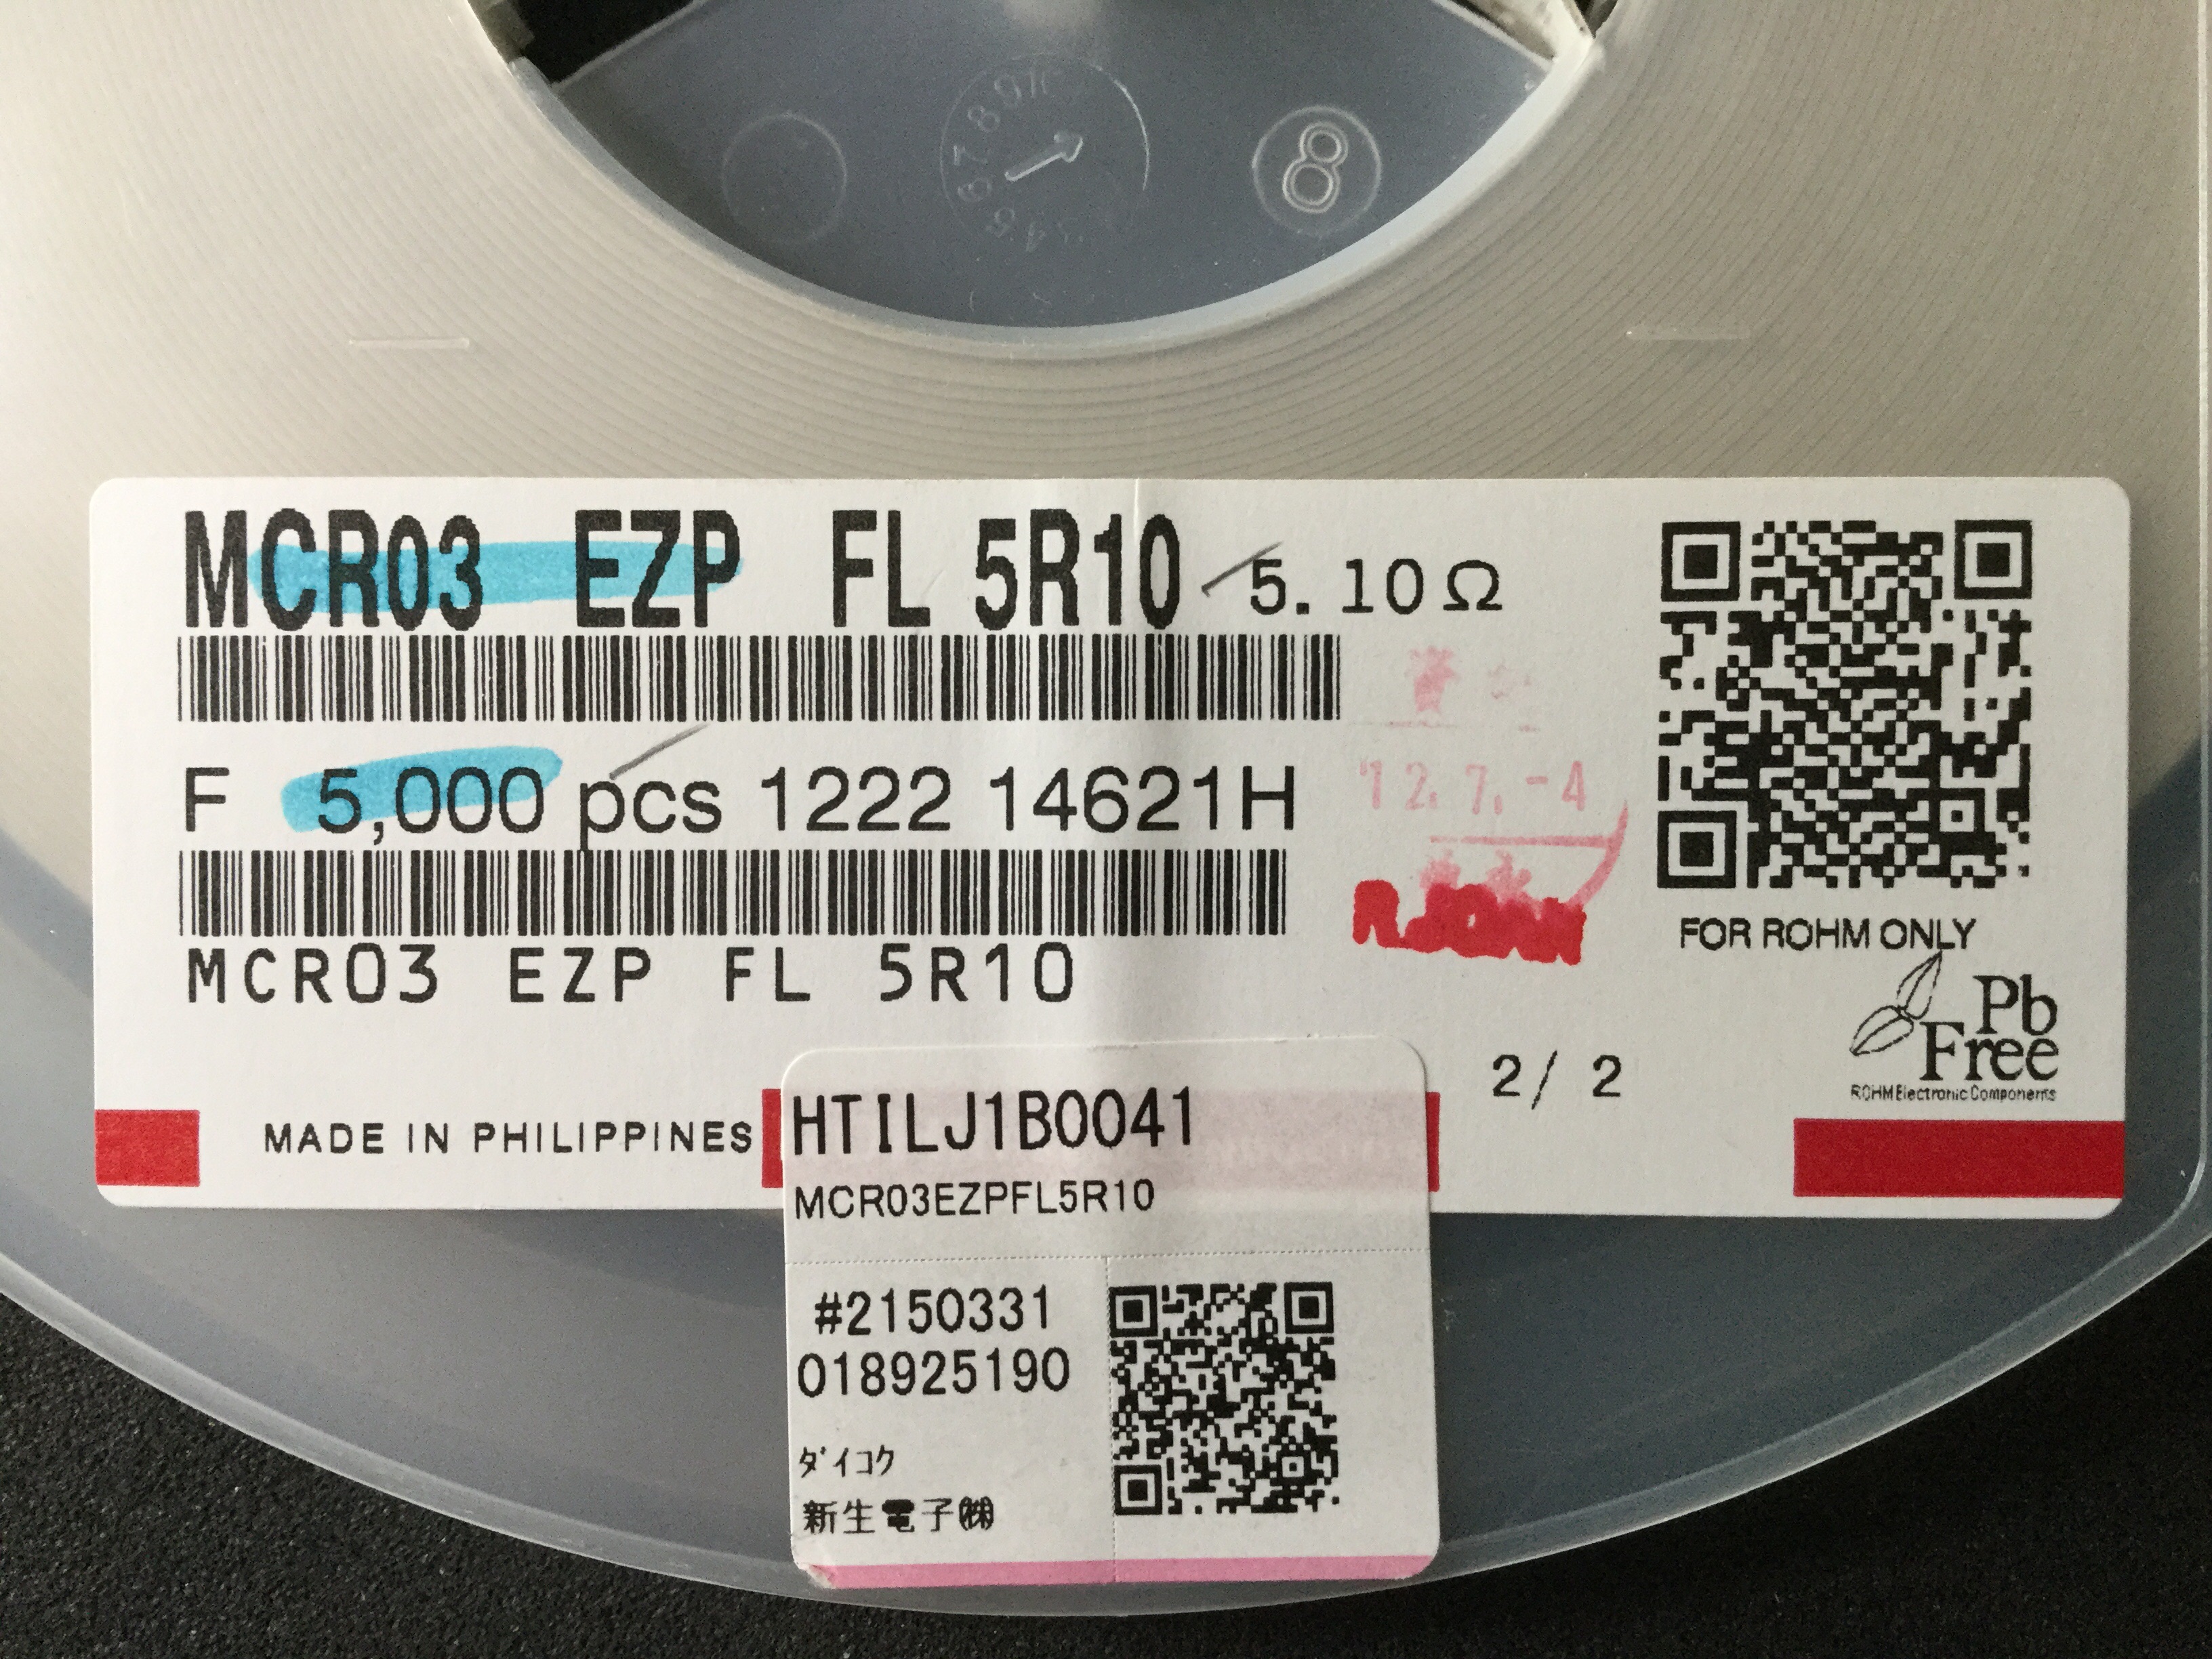 8
MCR03 EZP FL 5R10 5.10Ω
F 5,000 pcs 1222 14621H
'12.7.-4
MCR03 EZP FL 5R10
FOR ROHM ONLY
Pb
Free
ROHM Electronic Components
2/ 2
MADE IN PHILIPPINES
HTILJ1B0041
MCR03EZPFL5R10
#2150331
018925190
ﾀﾞｲｺｸ
新生電子㈱